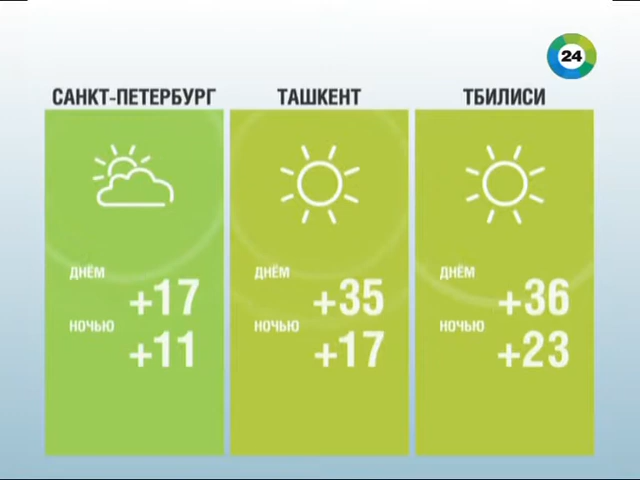 24
САНКТ-ПЕТЕРБУРГ
ДНЁМ
+17
НОЧЬЮ
+11
ТАШКЕНТ
ДНЁМ
+35
НОЧЬЮ
+17
ТБИЛИСИ
ДНЁМ
+36
НОЧЬЮ
+23